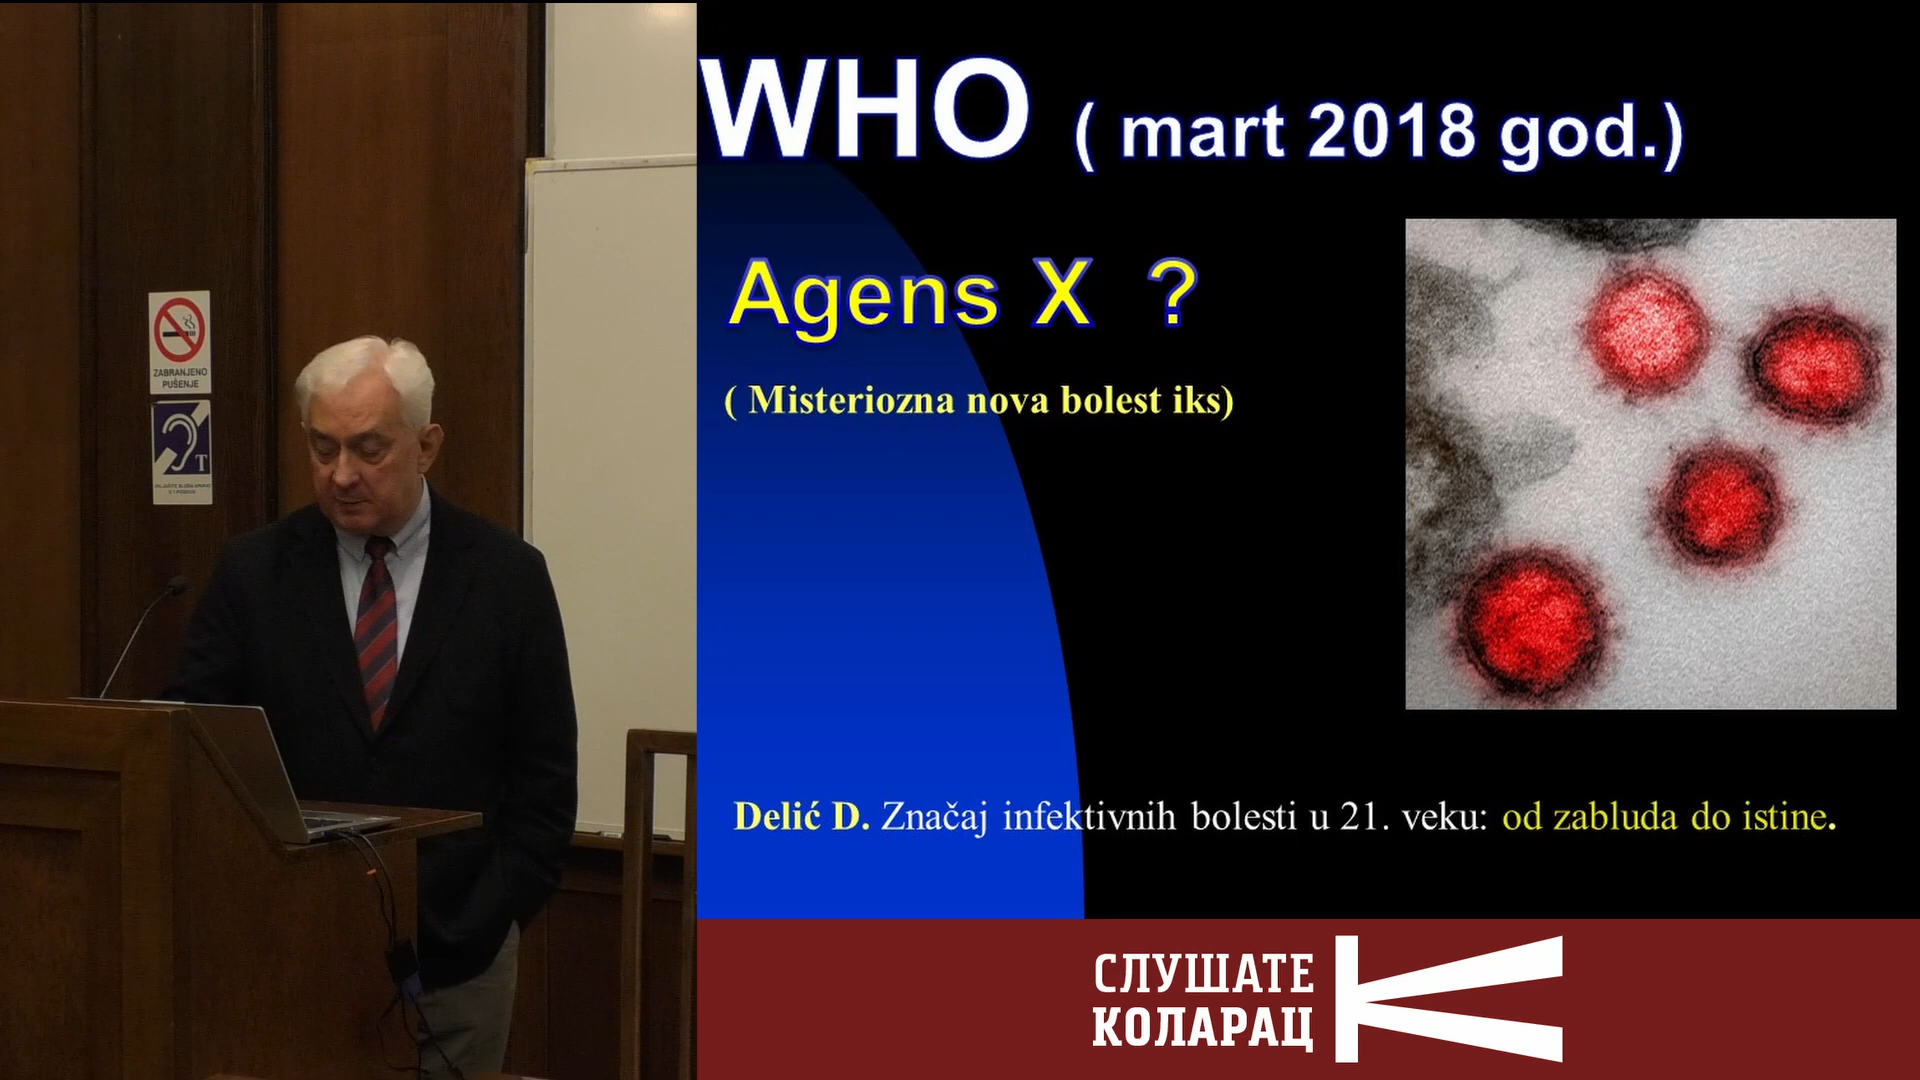 WHO ( mart 2018 god.)
Agens X ?
( Misteriozna nova bolest iks)
Delić D. Značaj infektivnih bolesti u 21. veku: od zabluda do istine.
СЛУШАТЕ
КОЛАРАЦ
ZABRANJENO
PUŠENJE
T